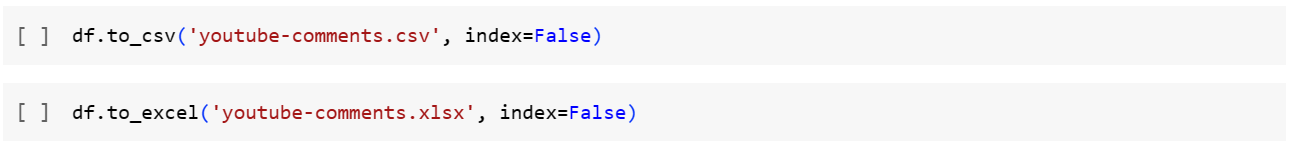 [ ] df.to_csv('youtube-comments.csv', index=False)
[ ] df.to_excel('youtube-comments.xlsx', index=False)